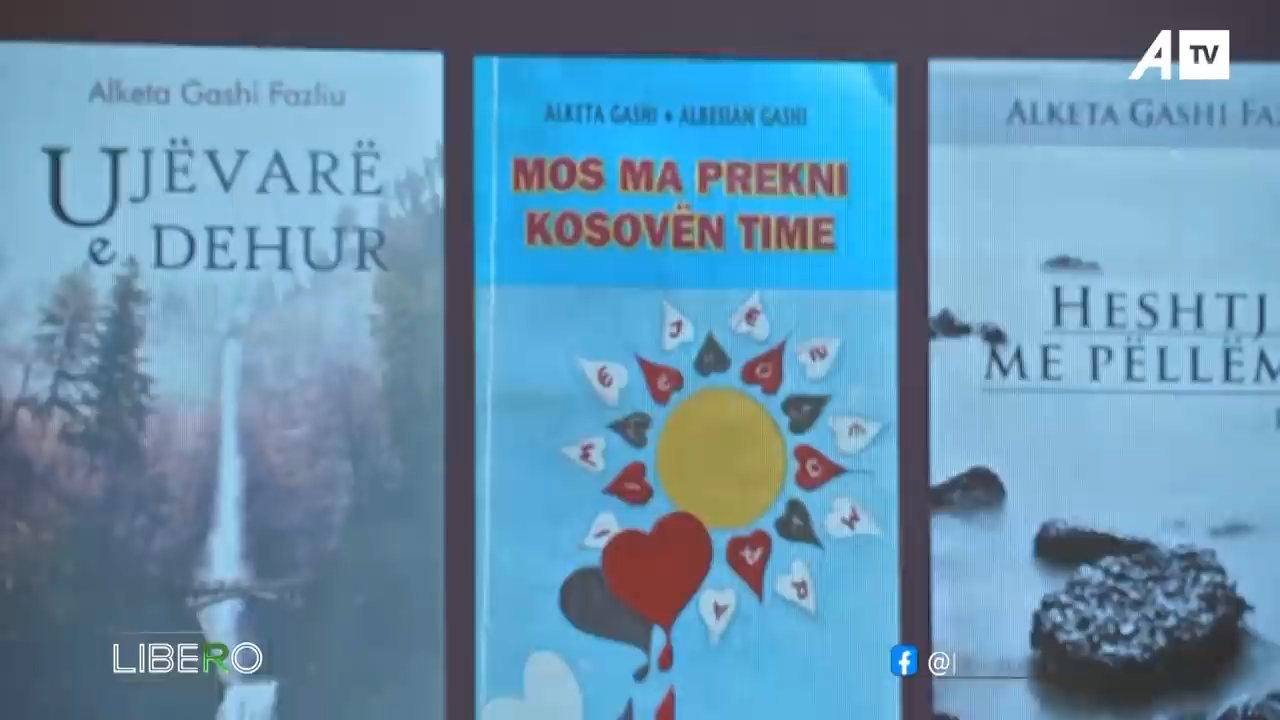 Alketa Gashi Fazliu
UJËVARË
e DEHUR
ALKETA GASHI • ALBESIAN GASHI
MOS MA PREKNI
KOSOVËN TIME
ALKETA GASHI FAZ
HESHTJ
ME PËLLËM
A TV
LIBERO
@|